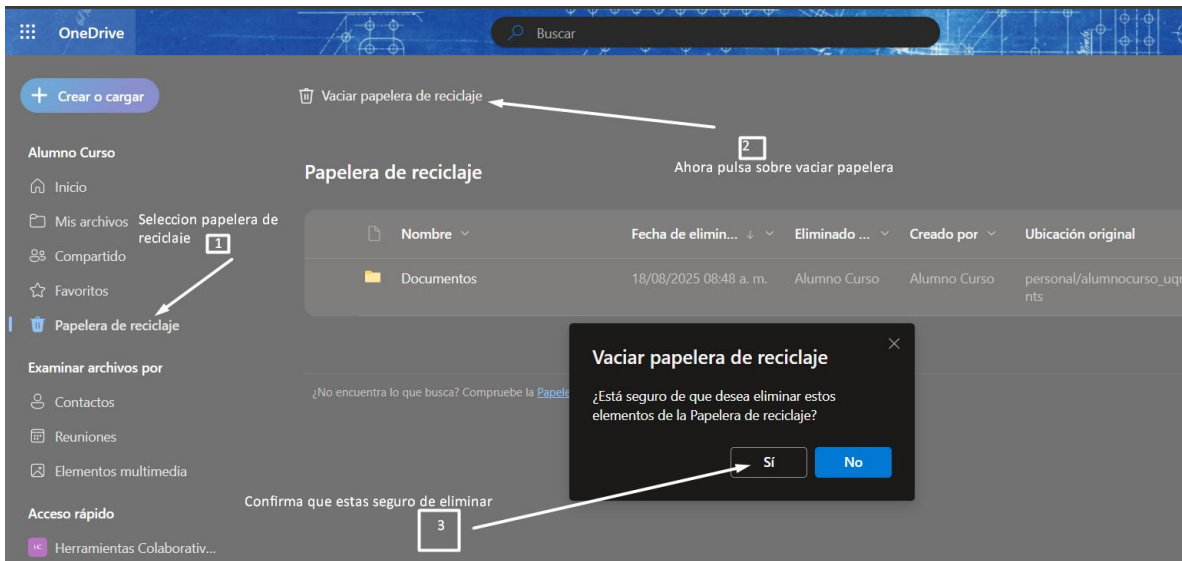 OneDrive
Buscar
Crear o cargar
Vaciar papelera de reciclaje
2
Ahora pulsa sobre vaciar papelera
Alumno Curso
Inicio
Mis archivos
Seleccion papelera de
reciclaje
1
Compartido
Favoritos
Papelera de reciclaje
Papelera de reciclaje
Nombre
Fecha de elimin...
Eliminado ...
Creado por
Ubicación original
Documentos
18/08/2025 08:48 a. m.
Alumno Curso
Alumno Curso
personal/alumnocurso_uqr
nts
¿No encuentra lo que busca? Compruebe la Papele
Vaciar papelera de reciclaje
¿Está seguro de que desea eliminar estos
elementos de la Papelera de reciclaje?
Sí
No
Examinar archivos por
Contactos
Reuniones
Elementos multimedia
Confirma que estas seguro de eliminar
3
Acceso rápido
HC
Herramientas Colaborativ...